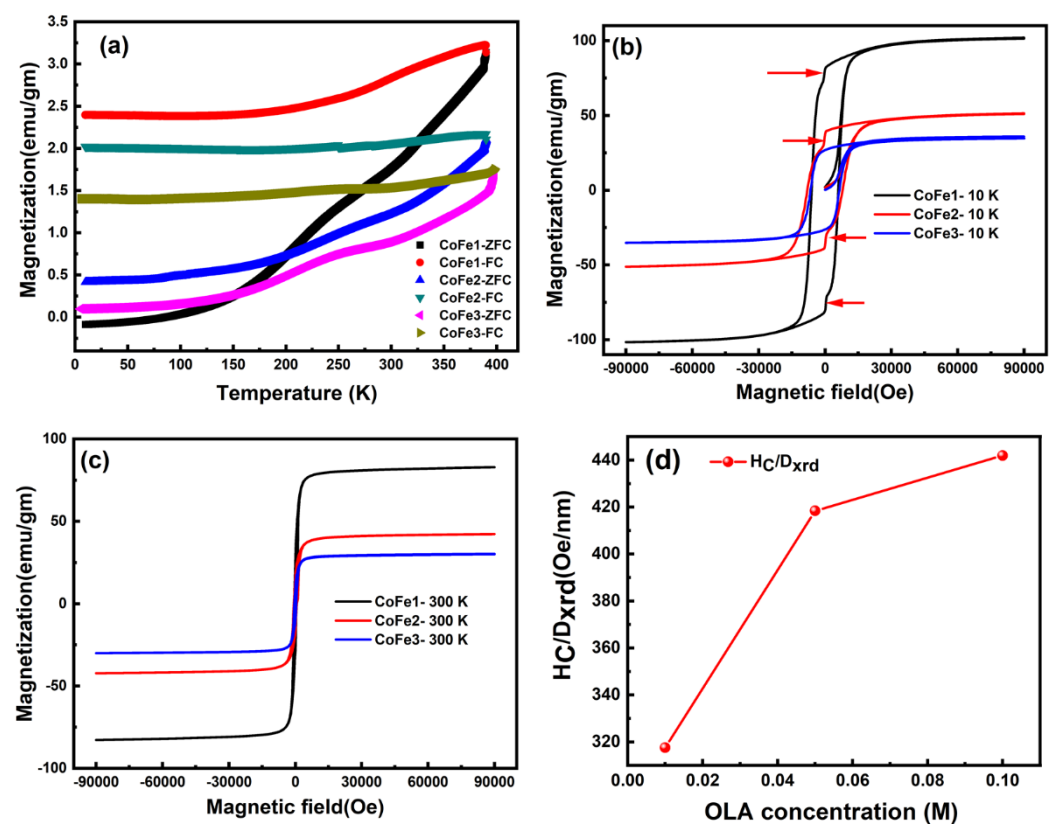 (a)
3.5
3.0
2.5
2.0
1.5
1.0
0.5
0.0
Magnetization(emu/gm)
CoFe1-ZFC
CoFe1-FC
CoFe2-ZFC
CoFe2-FC
CoFe3-ZFC
CoFe3-FC
0 50 100 150 200 250 300 350 400
Temperature (K)
(b)
100
50
0
-50
-100
Magnetization(emu/gm)
CoFe1- 10 K
CoFe2- 10 K
CoFe3- 10 K
-90000 -60000 -30000 0 30000 60000 90000
Magnetic field(Oe)
(c)
100
50
0
-50
-100
Magnetization(emu/gm)
CoFe1- 300 K
CoFe2- 300 K
CoFe3- 300 K
-90000 -60000 -30000 0 30000 60000 90000
Magnetic field(Oe)
(d)
HC/Dxrd
440
420
400
380
360
340
320
HC/Dxrd(Oe/nm)
0.00 0.02 0.04 0.06 0.08 0.10
OLA concentration (M)